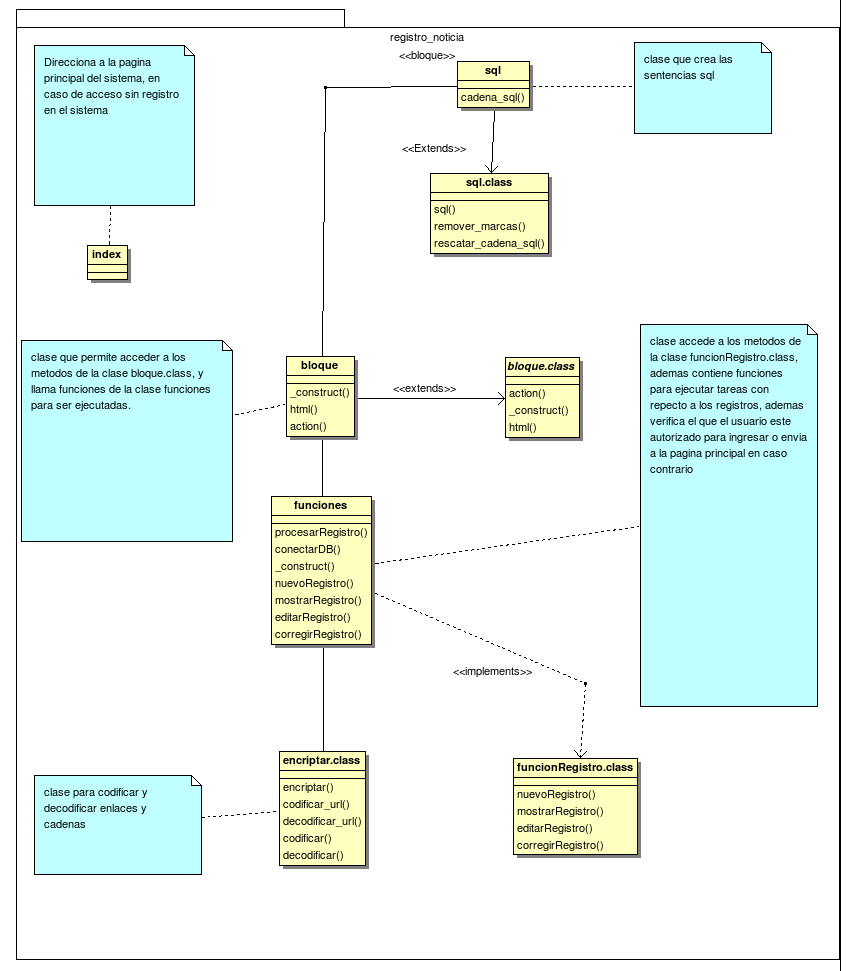 registro_noticia
<<bloque>>
Direcciona a la pagina
principal del sistema, en
caso de acceso sin registro
en el sistema
sql
cadena_sql()
clase que crea las
sentencias sql
<<Extends>>
sql.class
sql()
remover_marcas()
rescatar_cadena_sql()
index
clase que permite acceder a los
metodos de la clase bloque.class, y
llama funciones de la clase funciones
para ser ejecutadas.
bloque
_construct()
html()
action()
<<extends>>
bloque.class
action()
_construct()
html()
clase accede a los metodos de
la clase funcionRegistro.class,
ademas contiene funciones
para ejecutar tareas con
repecto a los registros, ademas
verifica el que el usuario este
autorizado para ingresar o envia
a la pagina principal en caso
contrario
funciones
procesarRegistro()
conectarDB()
_construct()
nuevoRegistro()
mostrarRegistro()
editarRegistro()
corregirRegistro()
<<implements>>
encriptar.class
encriptar()
codificar_url()
decodificar_url()
codificar()
decodificar()
funcionRegistro.class
nuevoRegistro()
mostrarRegistro()
editarRegistro()
corregirRegistro()
clase para codificar y
decodificar enlaces y
cadenas